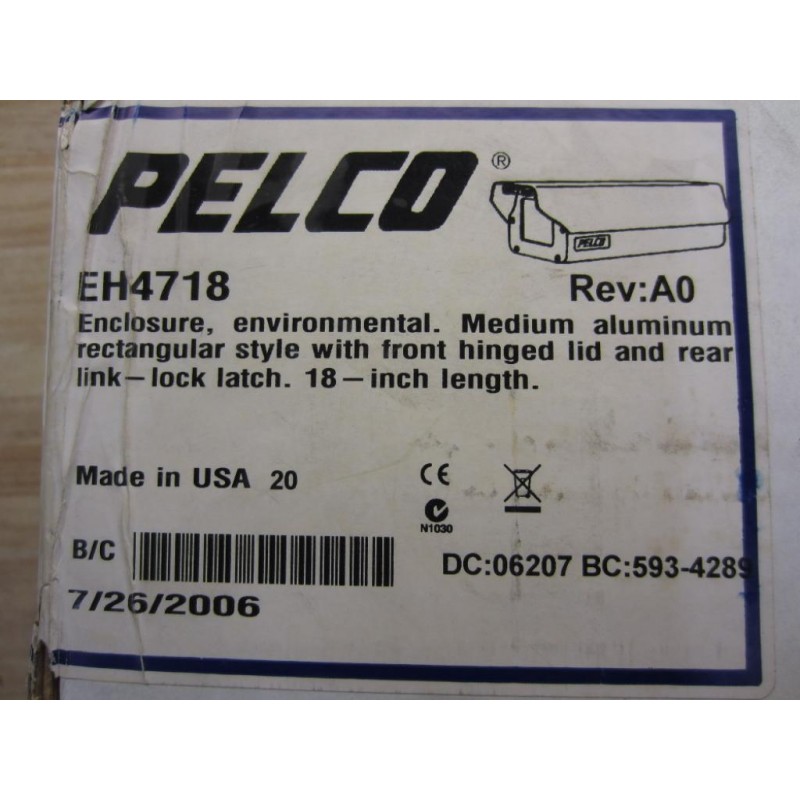 PELCO®
PELCO
EH4718 Rev:A0
Enclosure, environmental. Medium aluminum
rectangular style with front hinged lid and rear
link-lock latch. 18-inch length.
Made in USA 20
CE
N1030
B/C
DC:06207 BC:593-4289
7/26/2006